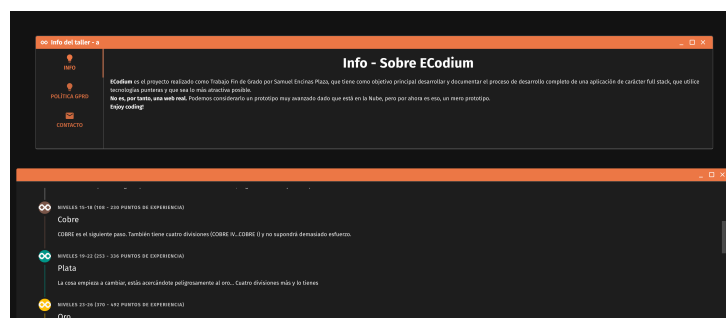 Info del taller - a
INFO
POLÍTICA GPRD
CONTACTO
Info - Sobre ECodium
ECodium es el proyecto realizado como Trabajo Fin de Grado por Samuel Encinas Plaza, que tiene como objetivo principal desarrollar y documentar el proceso de desarrollo completo de una aplicación de carácter full stack, que utilice
tecnologías punteras y que sea lo más atractiva posible.
No es, por tanto, una web real. Podemos considerarlo un prototipo muy avanzado dado que está en la Nube, pero por ahora es eso, un mero prototipo.
Enjoy coding!
NIVELES 15-18 (108 - 230 PUNTOS DE EXPERIENCIA)
Cobre
COBRE es el siguiente paso. También tiene cuatro divisiones (COBRE IV...COBRE I) y no supondrá demasiado esfuerzo.
NIVELES 19-22 (253 - 336 PUNTOS DE EXPERIENCIA)
Plata
La cosa empieza a cambiar, estás acercándote peligrosamente al oro... Cuatro divisiones más y lo tienes
NIVELES 23-26 (370 - 492 PUNTOS DE EXPERIENCIA)
Oro